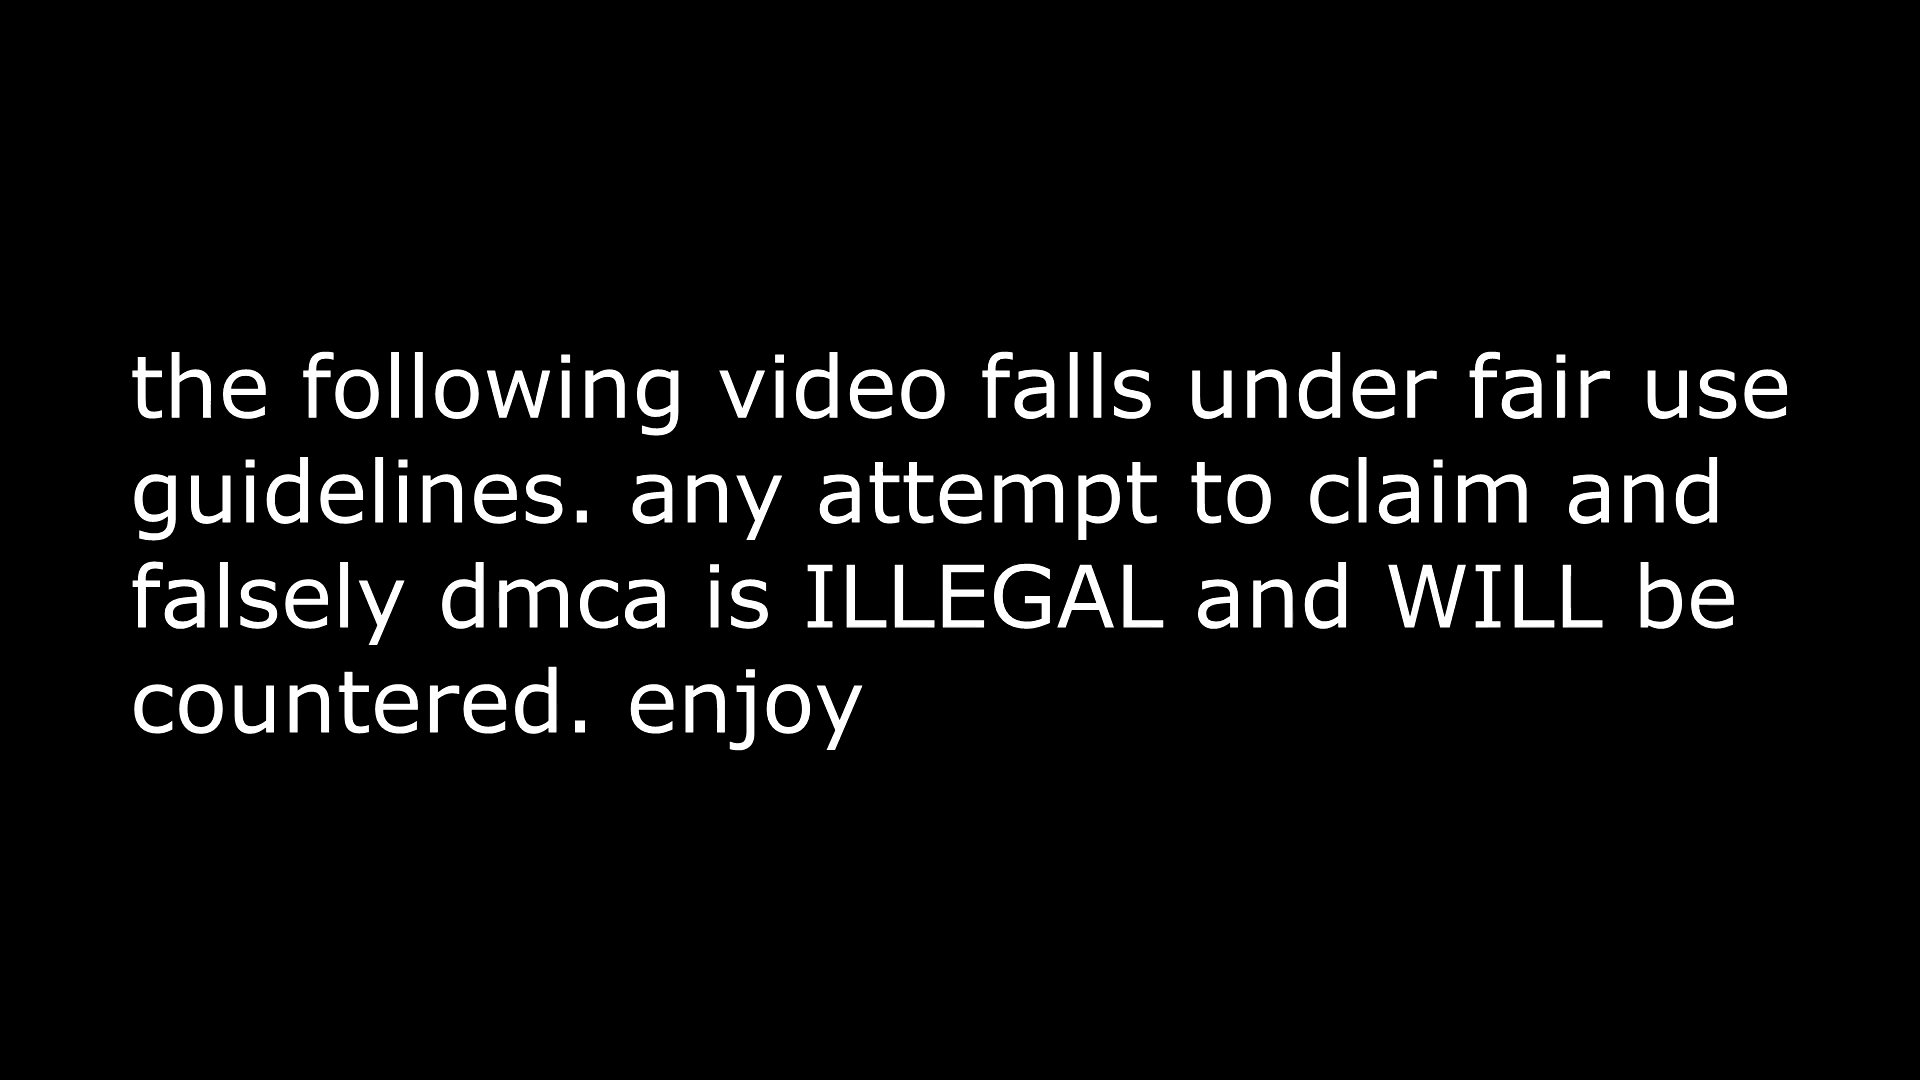 the following video falls under fair use
guidelines. any attempt to claim and
falsely dmca is ILLEGAL and WILL be
countered. enjoy